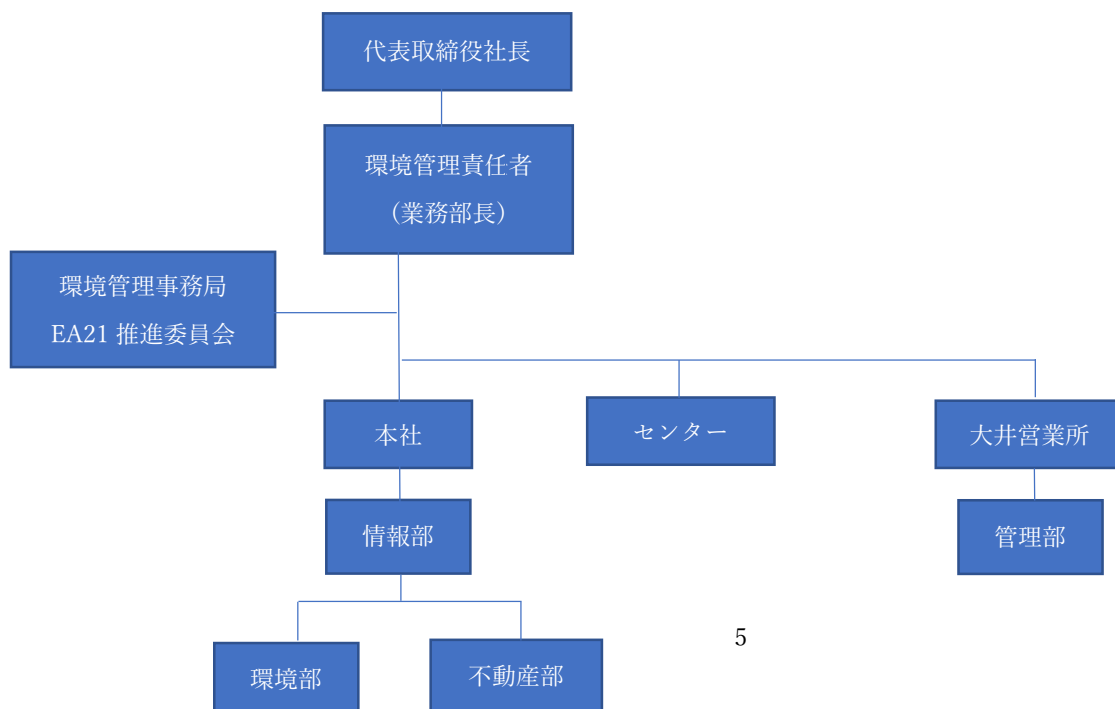 代表取締役社長
環境管理責任者
（業務部長）
環境管理事務局
EA21 推進委員会
本社
センター
大井営業所
情報部
管理部
環境部
不動産部
5